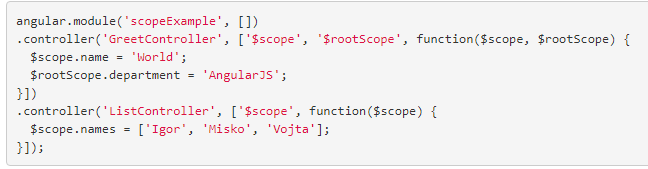 angular.module('scopeExample', [])
.controller('GreetController', ['$scope', '$rootScope', function($scope, $rootScope) {
  $scope.name = 'World';
  $rootScope.department = 'AngularJS';
}])
.controller('ListController', ['$scope', function($scope) {
  $scope.names = ['Igor', 'Misko', 'Vojta'];
}]);